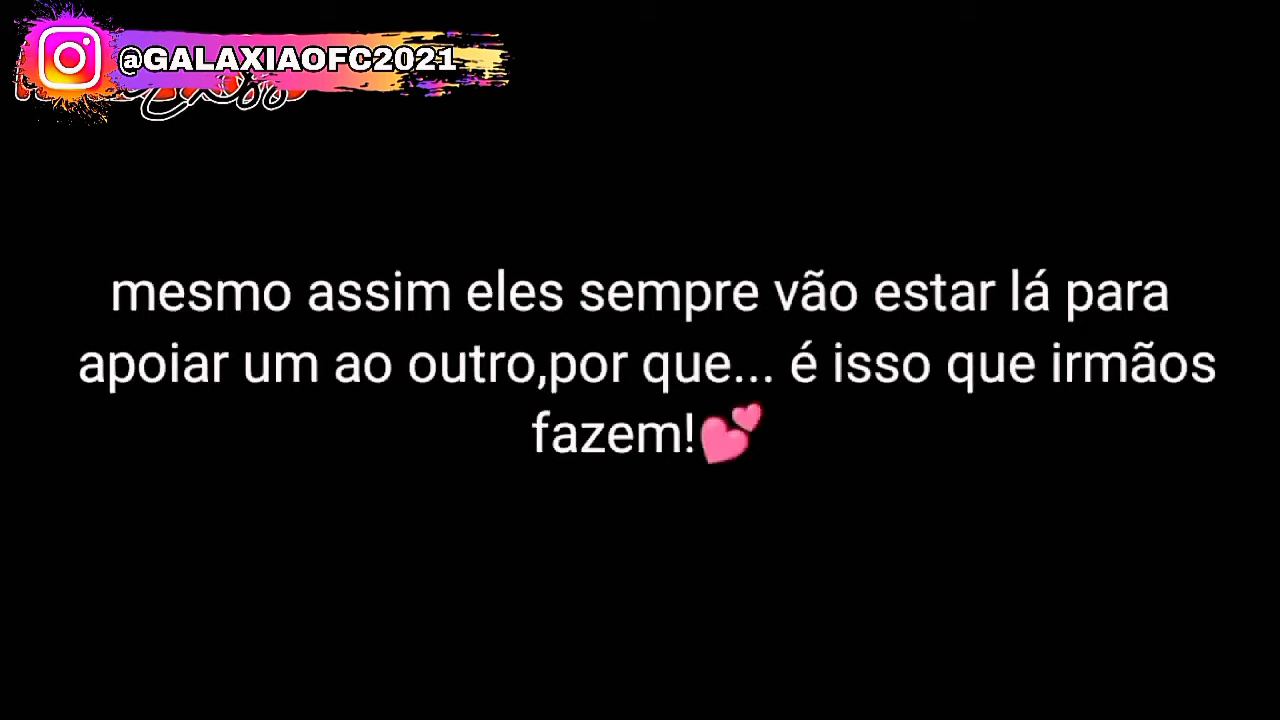 @GALAXIAOFC2021
mesmo assim eles sempre vão estar lá para
apoiar um ao outro,por que... é isso que irmãos
fazem!💕